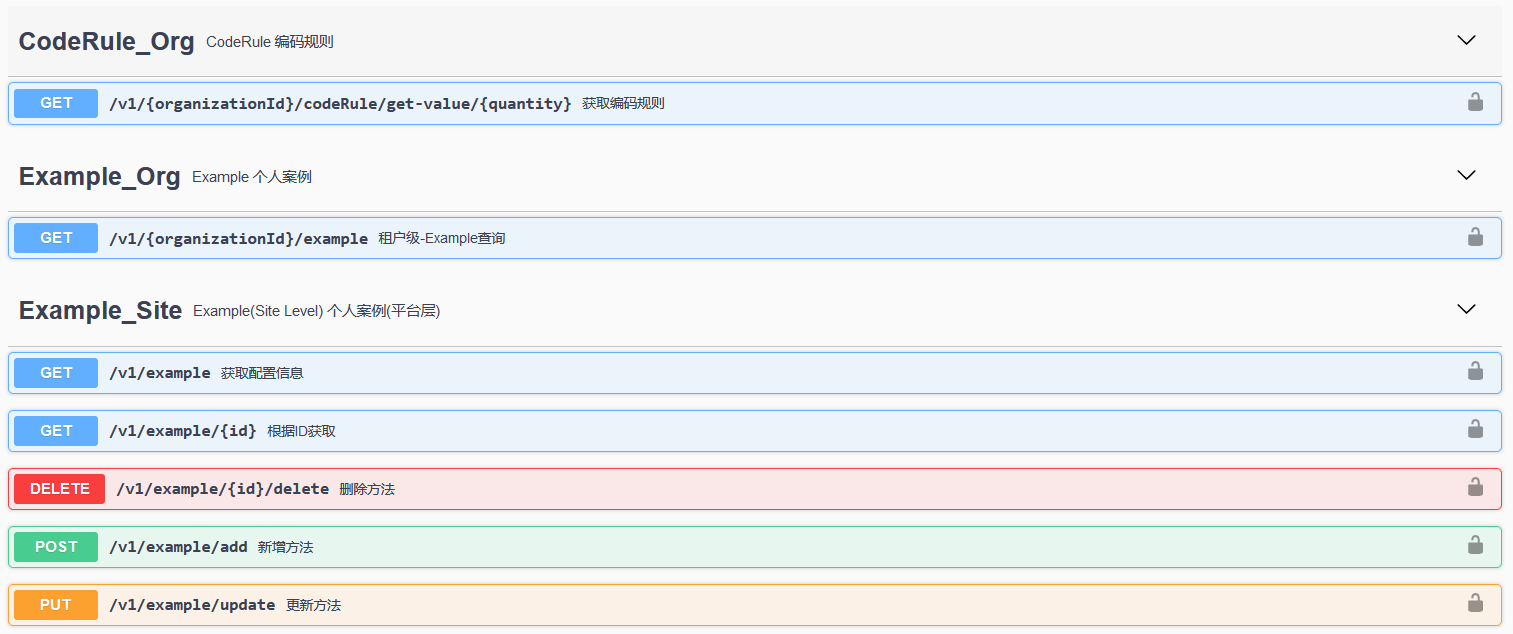 CodeRule_Org CodeRule 编码规则
GET /v1/{organizationId}/codeRule/get-value/{quantity} 获取编码规则
Example_Org Example 个人案例
GET /v1/{organizationId}/example 租户级-Example查询
Example_Site Example(Site Level) 个人案例(平台层)
GET /v1/example 获取配置信息
GET /v1/example/{id} 根据ID获取
DELETE /v1/example/{id}/delete 删除方法
POST /v1/example/add 新增方法
PUT /v1/example/update 更新方法